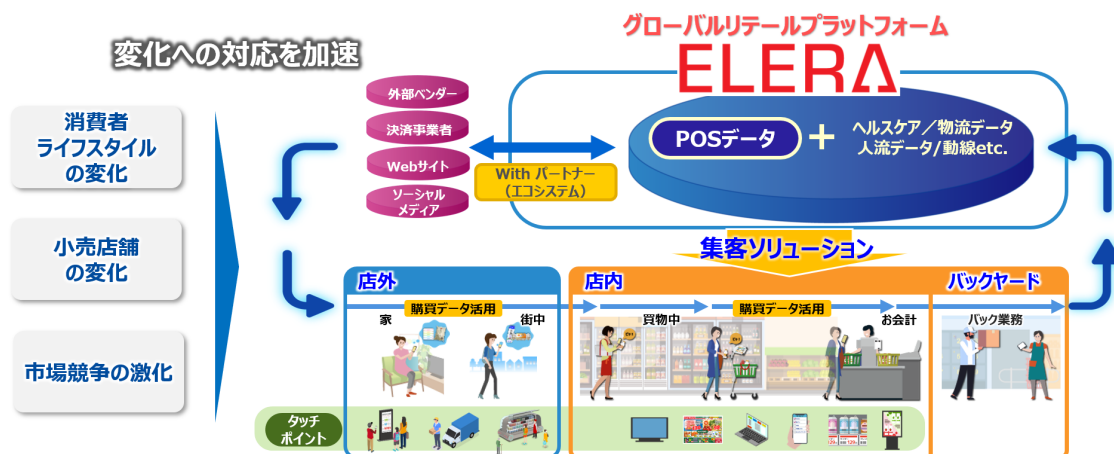 変化への対応を加速
消費者
ライフスタイル
の変化
小売店舗
の変化
市場競争の激化
グローバルリテールプラットフォーム
ELERA
外部ベンダー
決済事業者
Webサイト
ソーシャル
メディア
With パートナー
(エコシステム)
POSデータ
+
ヘルスケア/物流データ
人流データ/動線etc.
集客ソリューション
店外
購買データ活用
家
街中
店内
買物中
購買データ活用
お会計
バックヤード
バック業務
タッチ
ポイント